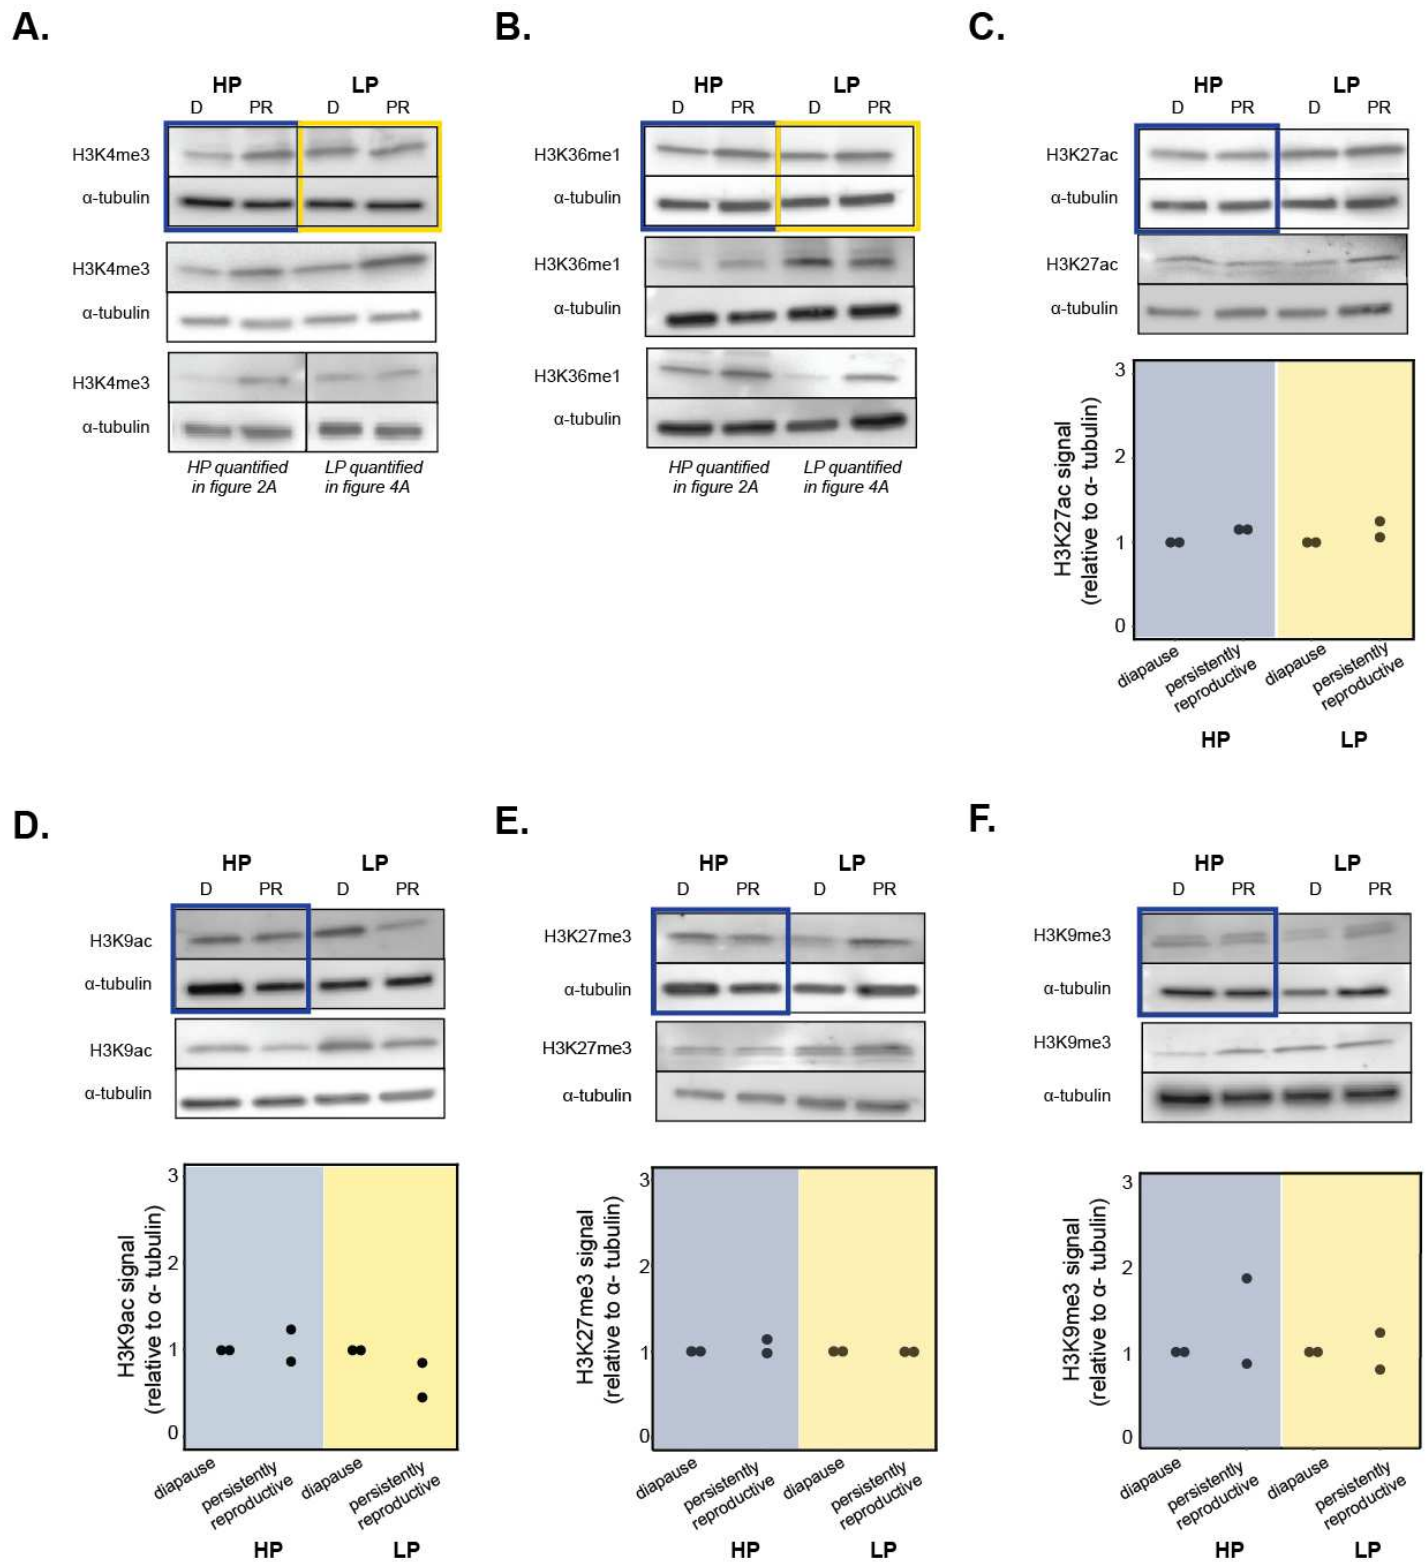 A.
HP LP
D PR D PR
H3K4me3
α-tubulin
H3K4me3
α-tubulin
H3K4me3
α-tubulin
HP quantified
in figure 2A
LP quantified
in figure 4A
B.
HP LP
D PR D PR
H3K36me1
α-tubulin
H3K36me1
α-tubulin
H3K36me1
α-tubulin
HP quantified
in figure 2A
LP quantified
in figure 4A
C.
HP LP
D PR D PR
H3K27ac
α-tubulin
H3K27ac
α-tubulin
H3K27ac signal
(relative to α- tubulin)
3
2
1
0
diapause
persistently
reproductive
diapause
persistently
reproductive
HP LP
D.
HP LP
D PR D PR
H3K9ac
α-tubulin
H3K9ac
α-tubulin
H3K9ac signal
(relative to α- tubulin)
3
2
1
0
diapause
persistently
reproductive
diapause
persistently
reproductive
HP LP
E.
HP LP
D PR D PR
H3K27me3
α-tubulin
H3K27me3
α-tubulin
H3K27me3 signal
(relative to α- tubulin)
3
2
1
0
diapause
persistently
reproductive
diapause
persistently
reproductive
HP LP
F.
HP LP
D PR D PR
H3K9me3
α-tubulin
H3K9me3
α-tubulin
H3K9me3 signal
(relative to α- tubulin)
3
2
1
0
diapause
persistently
reproductive
diapause
persistently
reproductive
HP LP